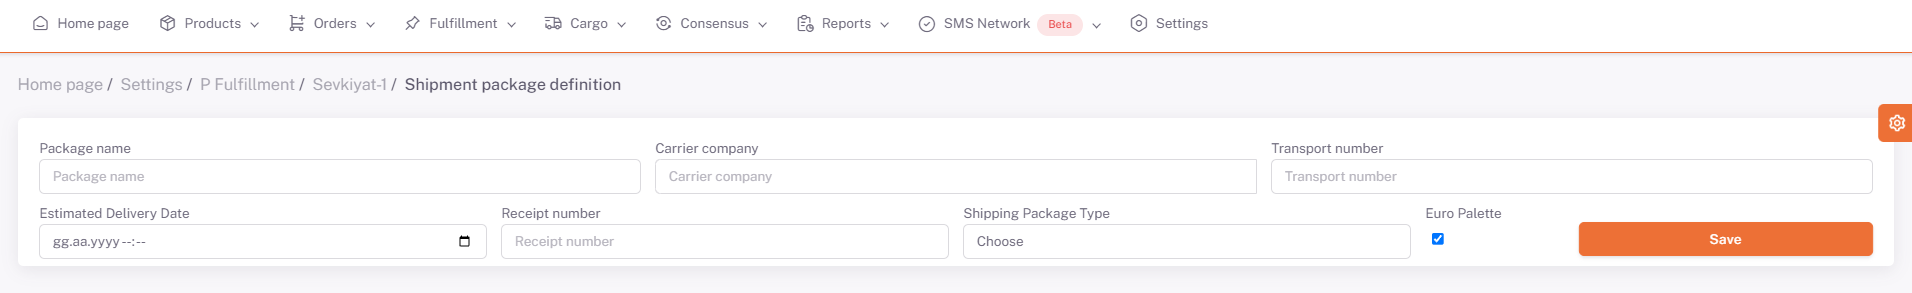 Home page Products Orders Fulfillment Cargo Consensus Reports SMS Network Beta Settings
Home page / Settings / P Fulfillment / Sevkiyat-1 / Shipment package definition
Package name Carrier company Transport number
Package name Carrier company Transport number
Estimated Delivery Date Receipt number Shipping Package Type Euro Palette
gg.aa.yyyy --:-- Receipt number Choose Save